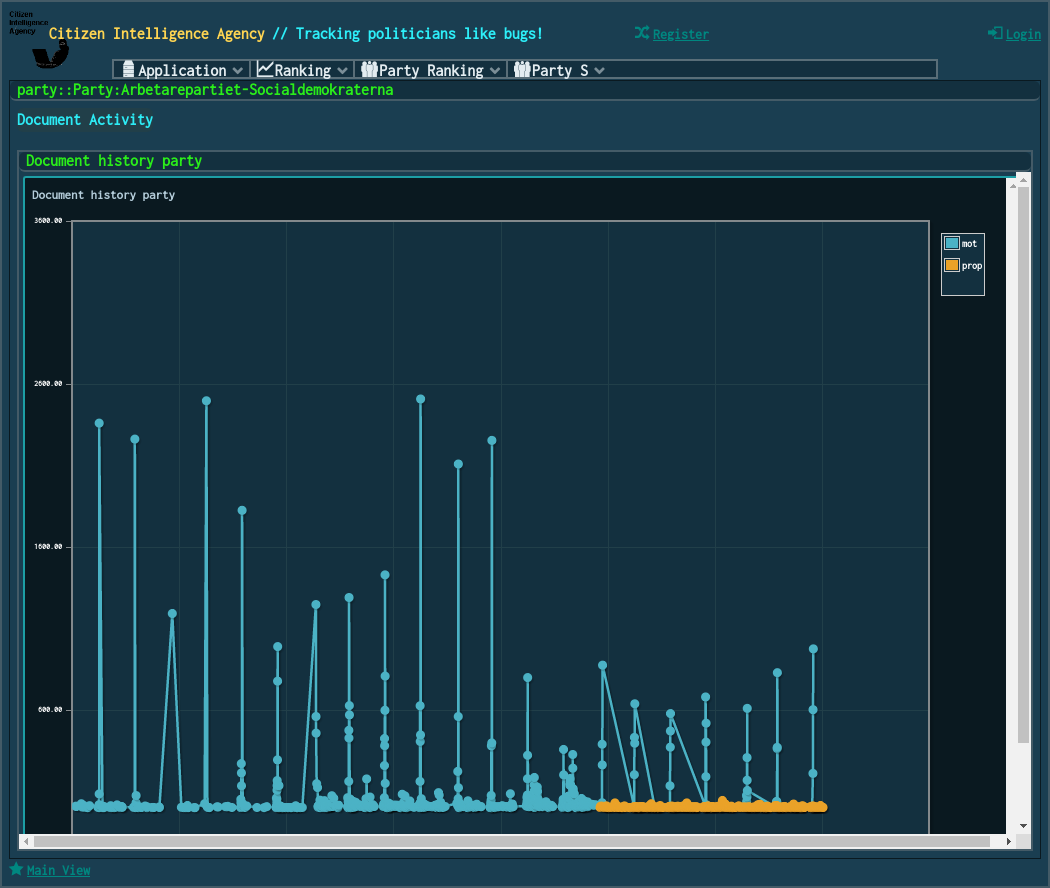 Citizen
Intelligence
Agency
Citizen Intelligence Agency // Tracking politicians like bugs!
Register
Login
Application
Ranking
Party Ranking
Party S
party::Party:Arbetarepartiet-Socialdemokraterna
Document Activity
Document history party
Document history party
3600.00
mot
prop
2600.00
1600.00
600.00
Main View